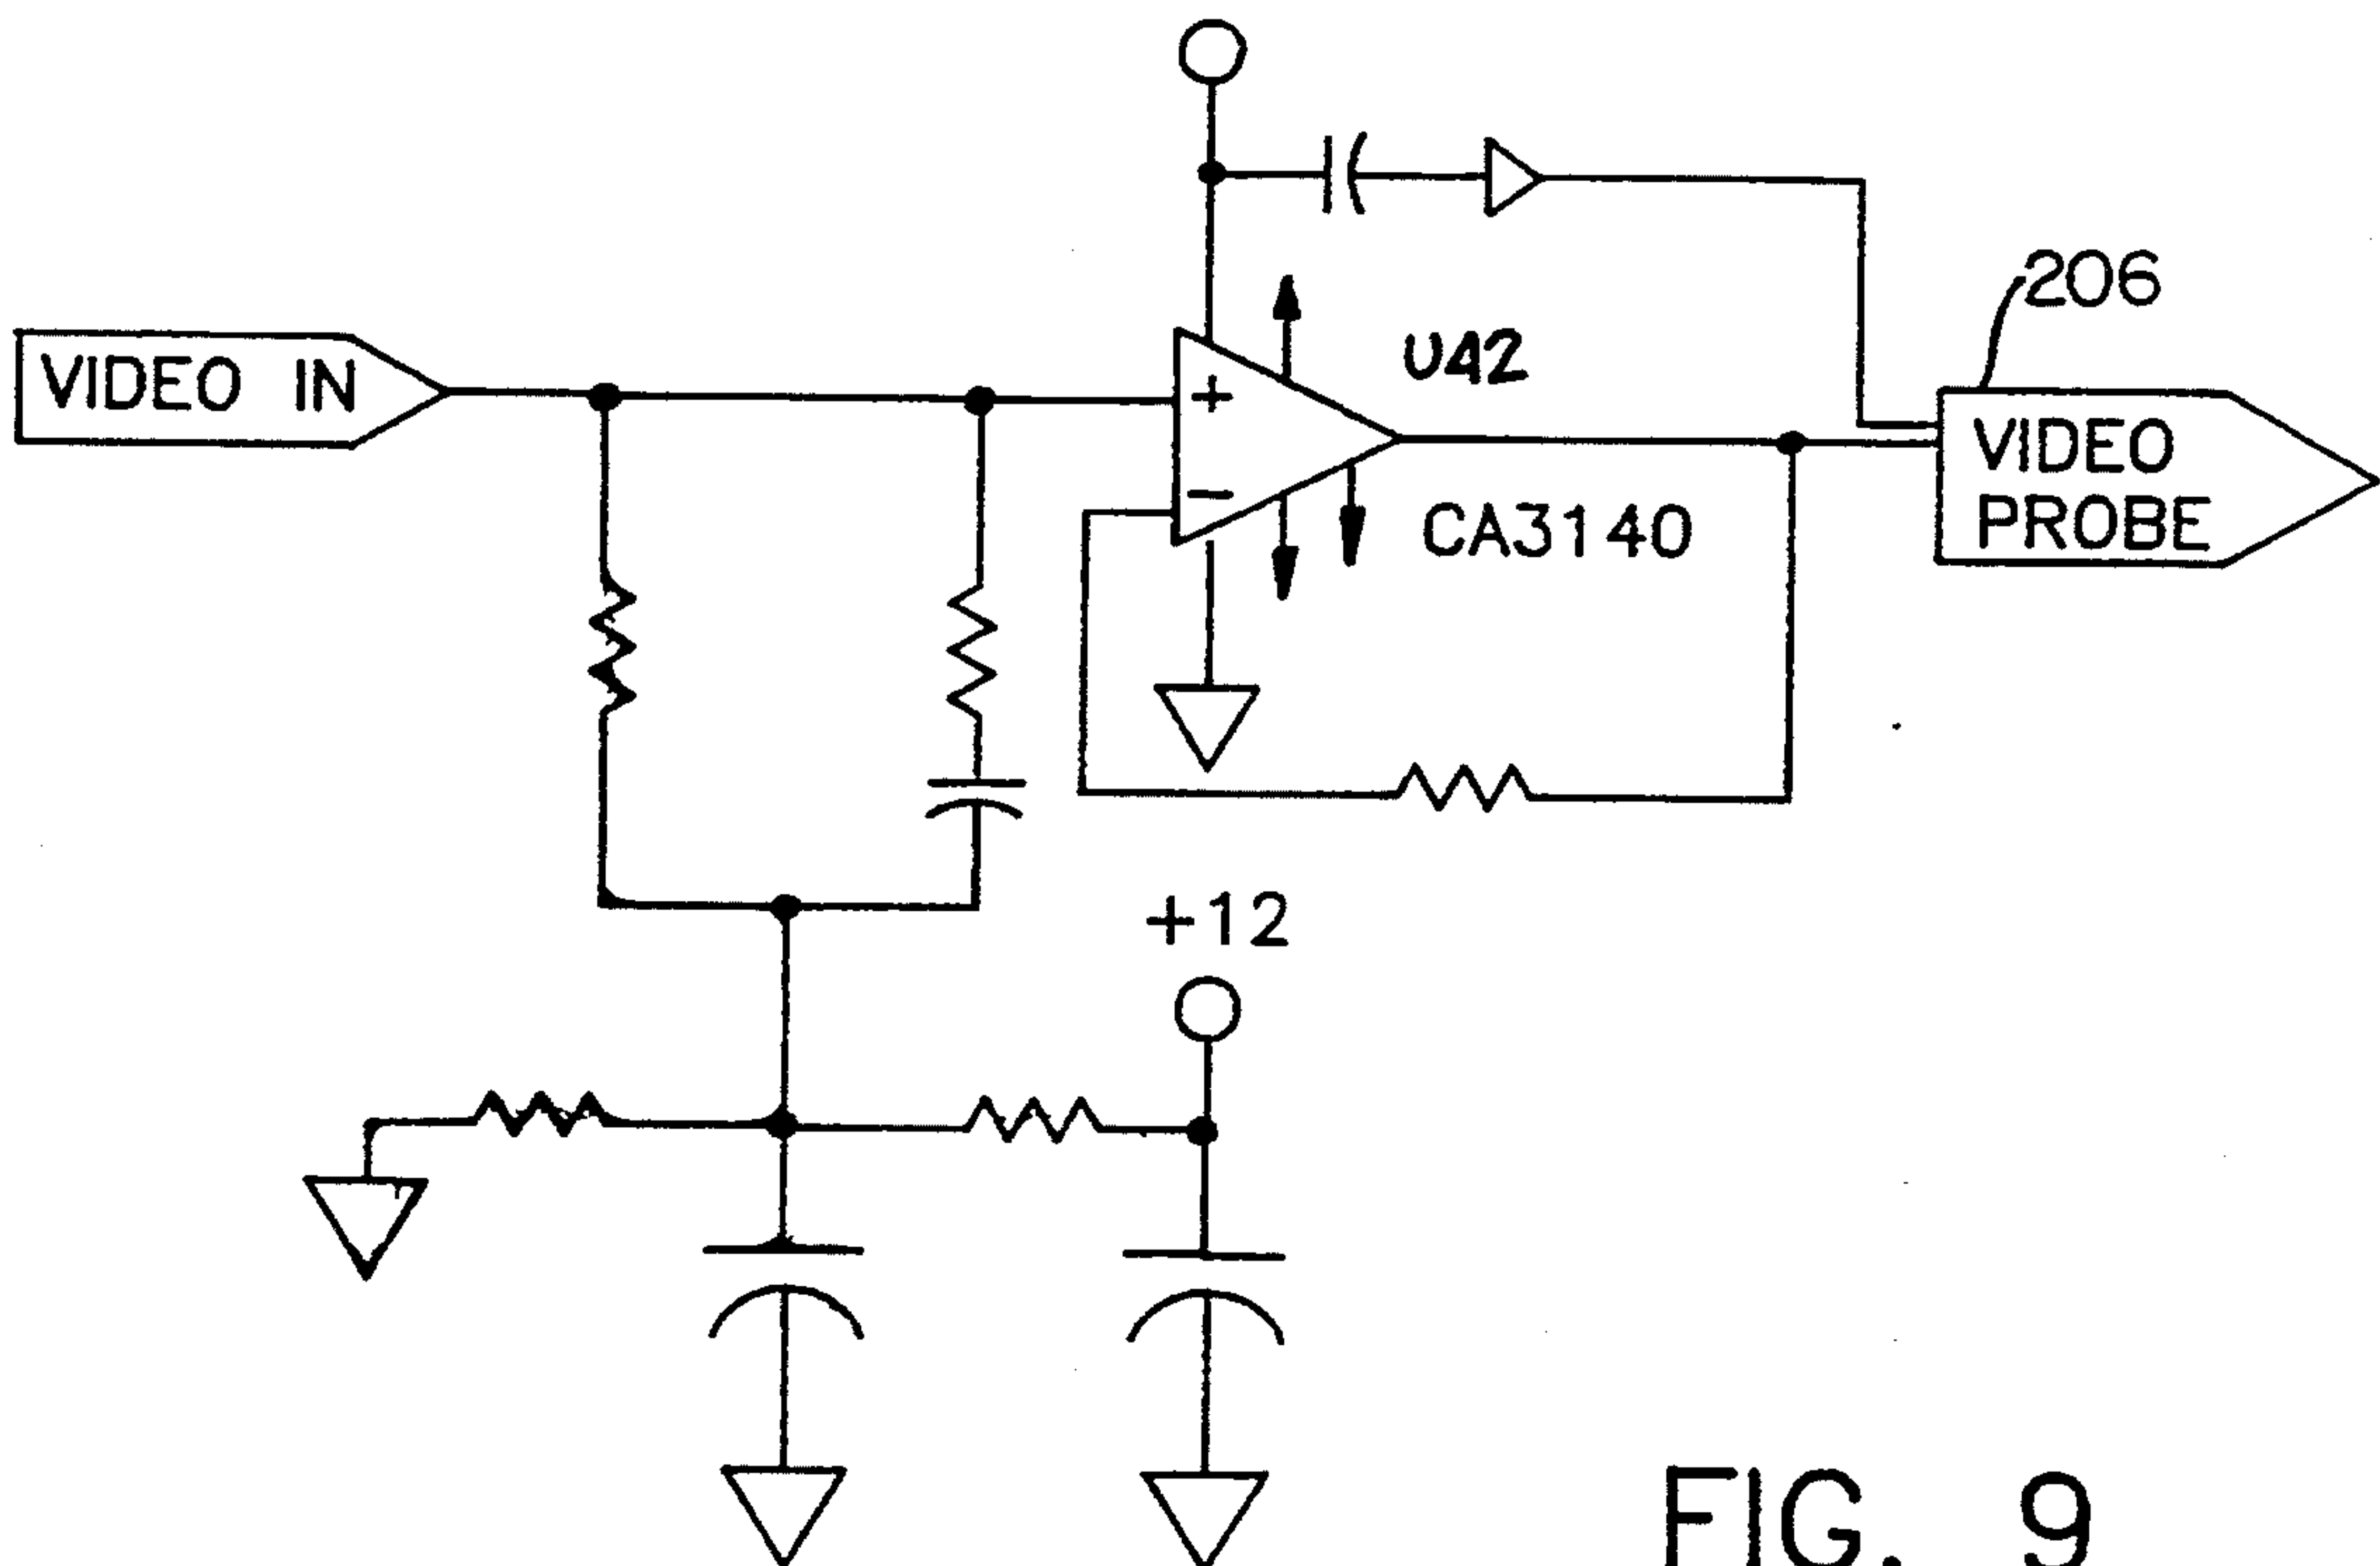 206
VIDEO IN
+
U42
VIDEO
PROBE
−
CA3140
+12
FIG. 9